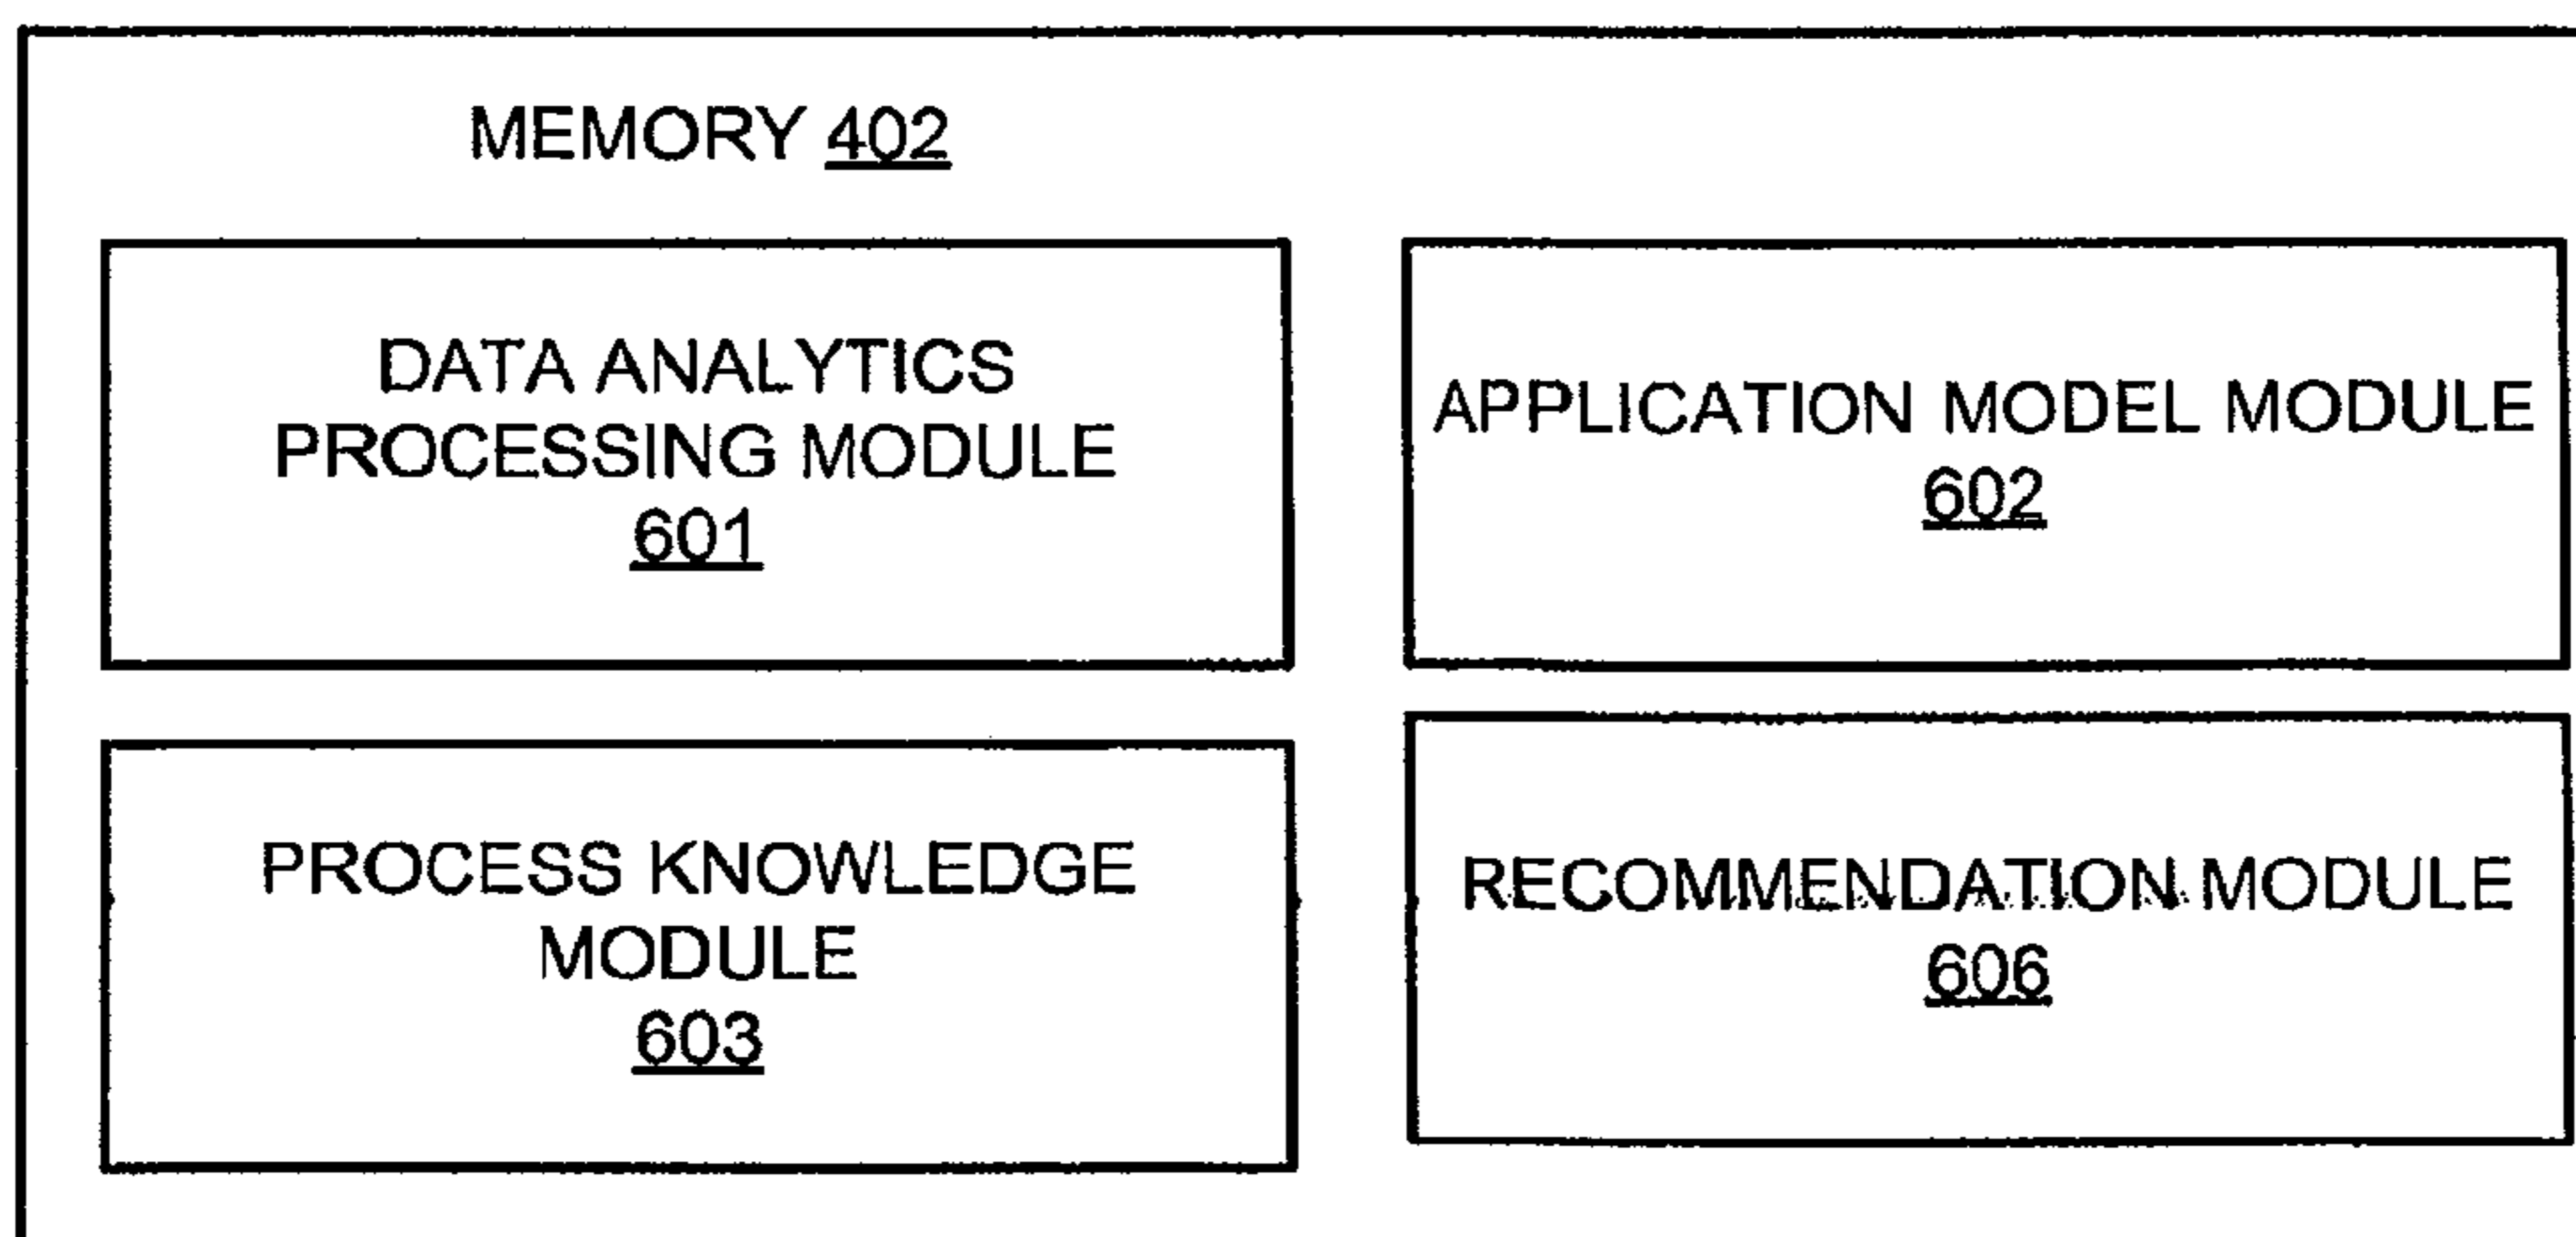 MEMORY 402
DATA ANALYTICS
PROCESSING MODULE
601
APPLICATION MODEL MODULE
602
PROCESS KNOWLEDGE
MODULE
603
RECOMMENDATION MODULE
606